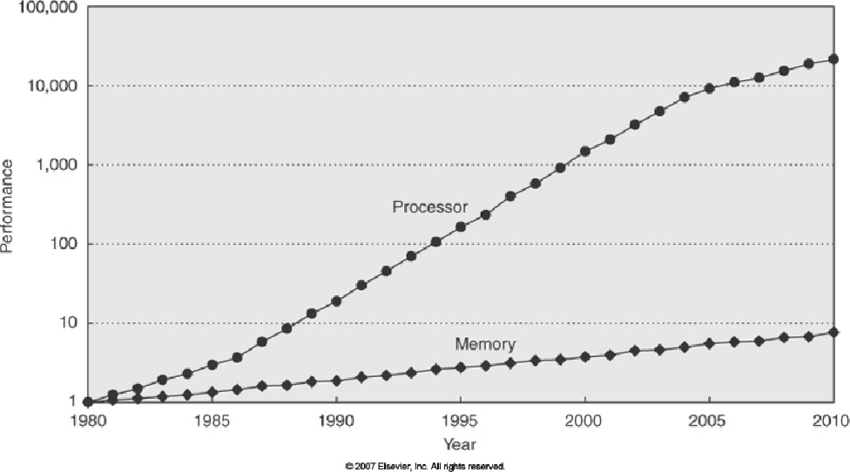 100,000
10,000
1,000
100
10
1
Performance
Processor
Memory
1980 1985 1990 1995 2000 2005 2010
Year
© 2007 Elsevier, Inc. All rights reserved.